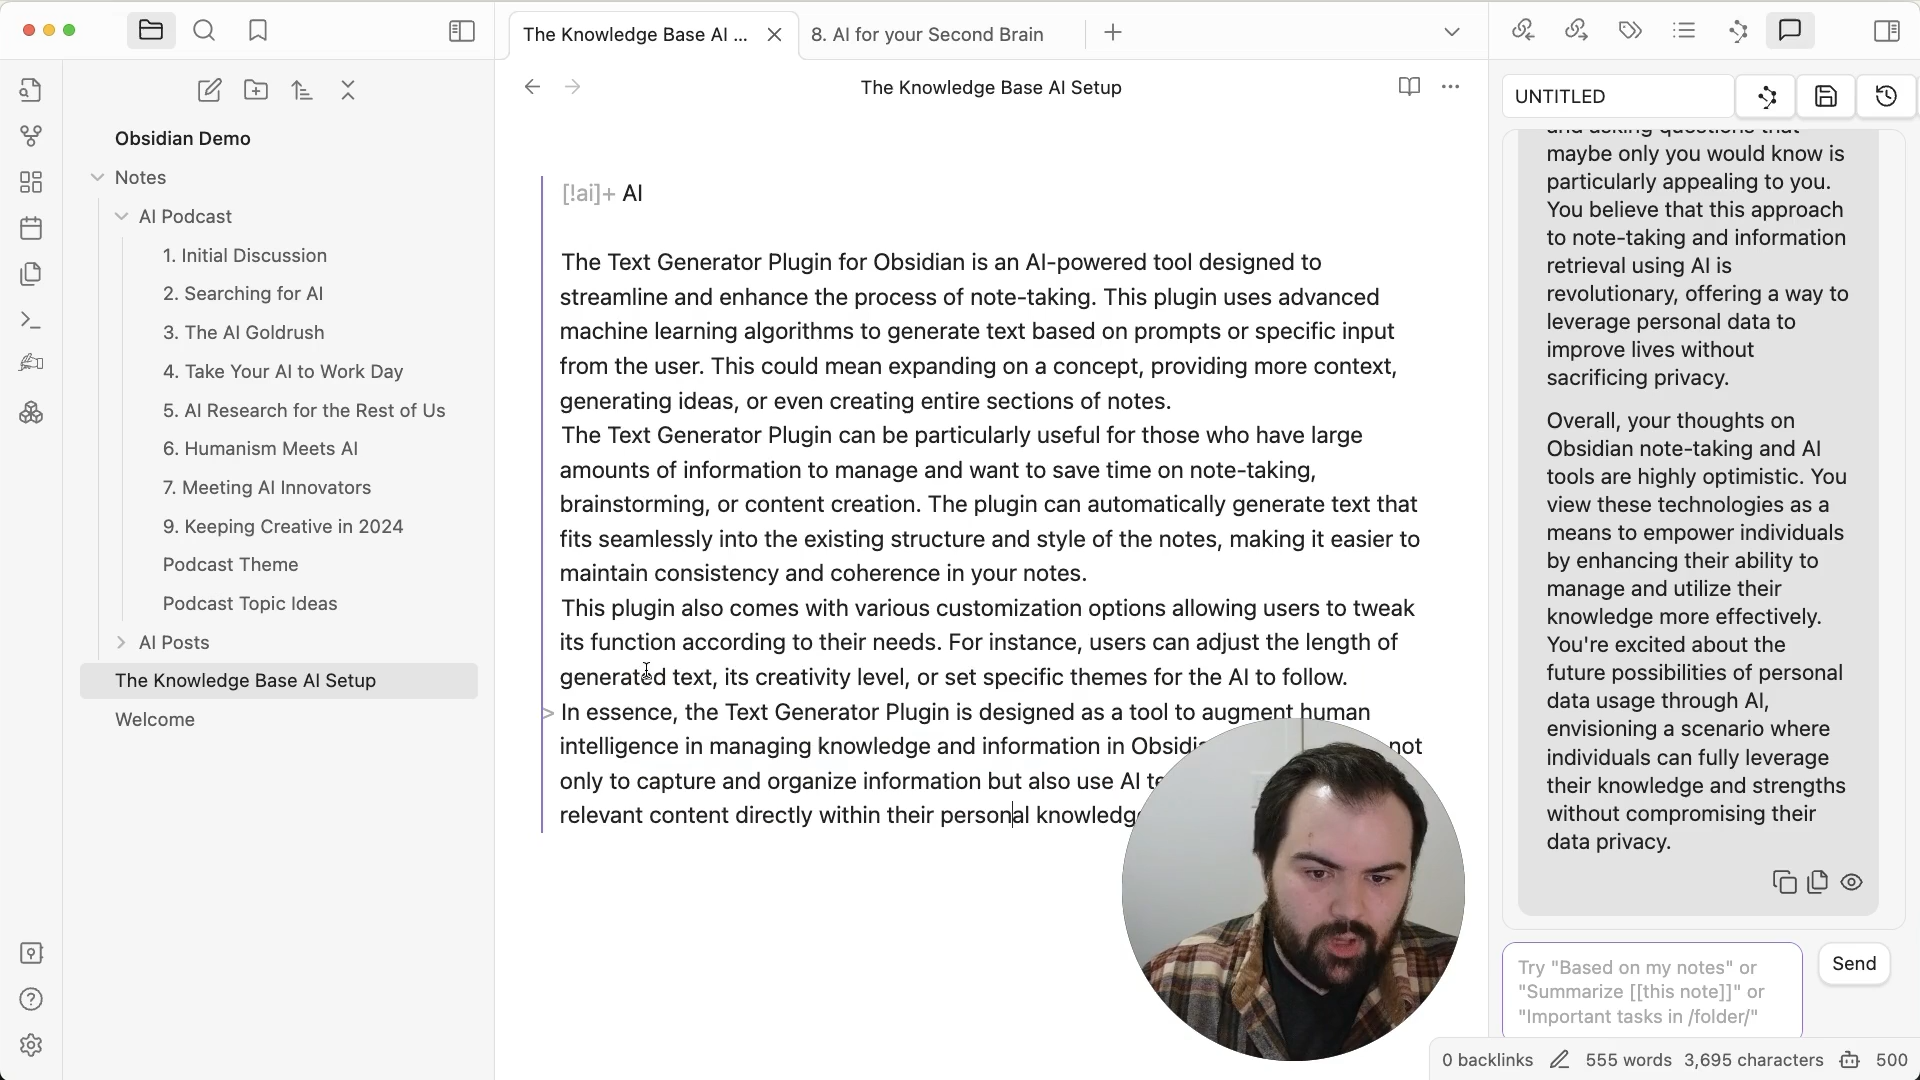 The Knowledge Base AI ...
8. AI for your Second Brain
The Knowledge Base AI Setup
UNTITLED
Obsidian Demo
Notes
AI Podcast
1. Initial Discussion
2. Searching for AI
3. The AI Goldrush
4. Take Your AI to Work Day
5. AI Research for the Rest of Us
6. Humanism Meets AI
7. Meeting AI Innovators
9. Keeping Creative in 2024
Podcast Theme
Podcast Topic Ideas
AI Posts
The Knowledge Base AI Setup
Welcome
[!ai]+ AI
The Text Generator Plugin for Obsidian is an AI-powered tool designed to
streamline and enhance the process of note-taking. This plugin uses advanced
machine learning algorithms to generate text based on prompts or specific input
from the user. This could mean expanding on a concept, providing more context,
generating ideas, or even creating entire sections of notes.
The Text Generator Plugin can be particularly useful for those who have large
amounts of information to manage and want to save time on note-taking,
brainstorming, or content creation. The plugin can automatically generate text that
fits seamlessly into the existing structure and style of the notes, making it easier to
maintain consistency and coherence in your notes.
This plugin also comes with various customization options allowing users to tweak
its function according to their needs. For instance, users can adjust the length of
generated text, its creativity level, or set specific themes for the AI to follow.
> In essence, the Text Generator Plugin is designed as a tool to augment human
intelligence in managing knowledge and information in not
only to capture and organize information but also use AI
relevant content directly within their personal
and asking questions that
maybe only you would know is
particularly appealing to you.
You believe that this approach
to note-taking and information
retrieval using AI is
revolutionary, offering a way to
leverage personal data to
improve lives without
sacrificing privacy.
Overall, your thoughts on
Obsidian note-taking and AI
tools are highly optimistic. You
view these technologies as a
means to empower individuals
by enhancing their ability to
manage and utilize their
knowledge more effectively.
You're excited about the
future possibilities of personal
data usage through AI,
envisioning a scenario where
individuals can fully leverage
their knowledge and strengths
without compromising their
data privacy.
Try "Based on my notes" or
"Summarize [[this note]]" or
"Important tasks in /folder/"
Send
0 backlinks 555 words 3,695 characters 500